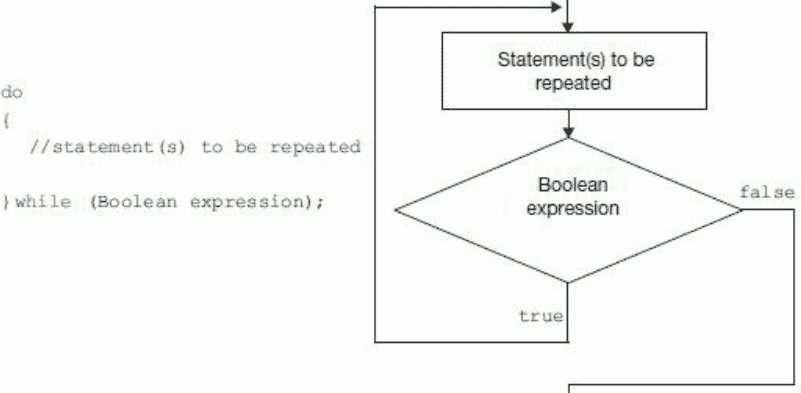 do
{
//statement(s) to be repeated
}while (Boolean expression);
Statement(s) to be
repeated
Boolean
expression
false
true